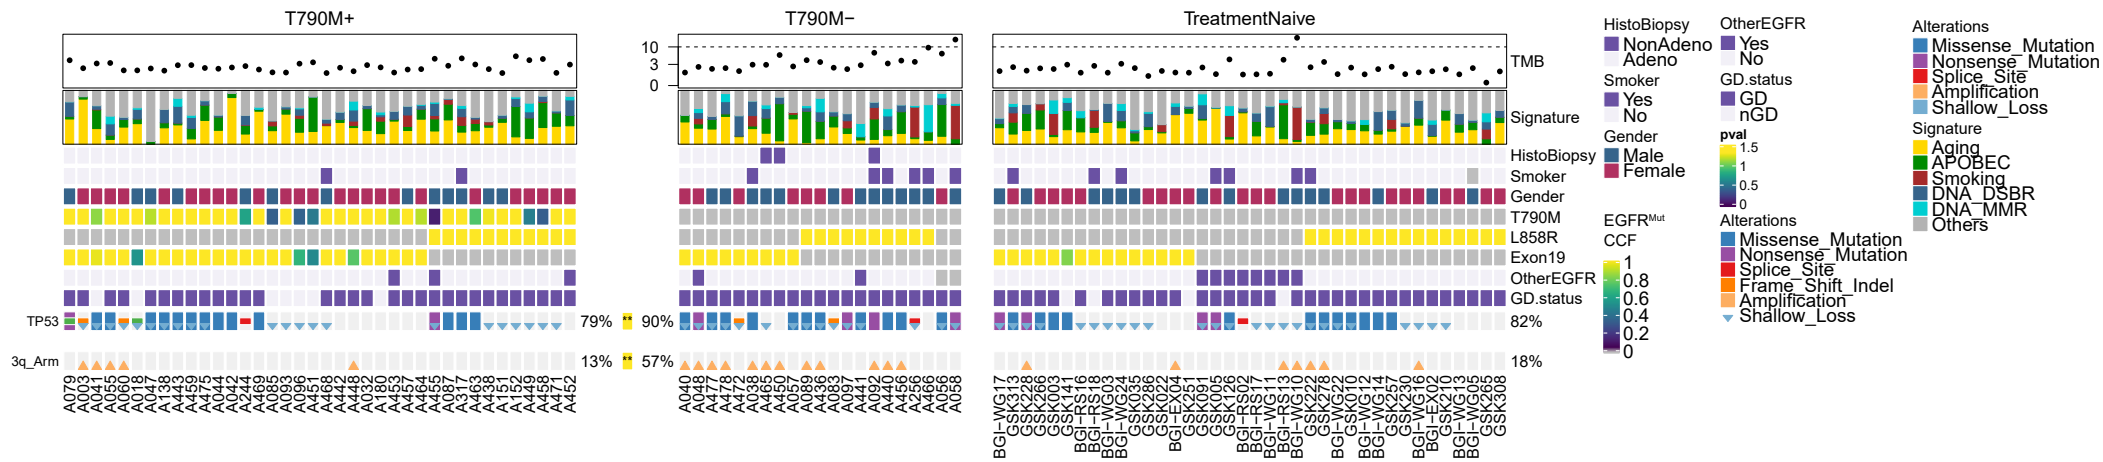 T790M+
T790M−
TreatmentNaive
10
3
0
TMB
Signature
HistoBiopsy
Smoker
Gender
T790M
L858R
Exon19
OtherEGFR
GD.status
TP53
79%
**
90%
82%
3q_Arm
13%
**
57%
18%
A079
A003
A041
A055
A060
A018
A047
A138
A443
A459
A475
A044
A042
A244
A469
A085
A093
A096
A451
A468
A442
A448
A032
A180
A453
A457
A464
A455
A087
A317
A463
A438
A151
A152
A449
A458
A471
A452
A040
A048
A477
A478
A472
A038
A465
A450
A057
A089
A436
A083
A097
A441
A092
A440
A456
A256
A466
A056
A058
BGI−WG17
GSK313
GSK228
GSK266
GSK003
GSK141
BGI−RS16
BGI−RS18
BGI−WG03
BGI−WG24
GSK035
GSK286
GSK022
BGI−EX04
GSK251
GSK091
GSK005
GSK126
BGI−RS02
BGI−RS17
BGI−WG11
BGI−RS13
BGI−WG10
GSK222
GSK278
BGI−WG22
GSK010
BGI−WG12
BGI−WG14
GSK257
GSK230
BGI−WG16
BGI−EX02
GSK210
BGI−WG13
BGI−WG05
GSK265
GSK308
HistoBiopsy
NonAdeno
Adeno
Smoker
Yes
No
Gender
Male
Female
EGFRMut
CCF
1
0.8
0.6
0.4
0.2
0
OtherEGFR
Yes
No
GD.status
GD
nGD
pval
1.5
1
0.5
0
Alterations
Missense_Mutation
Nonsense_Mutation
Splice_Site
Frame_Shift_Indel
Amplification
Shallow_Loss
Alterations
Missense_Mutation
Nonsense_Mutation
Splice_Site
Amplification
Shallow_Loss
Signature
Aging
APOBEC
Smoking
DNA_DSBR
DNA_MMR
Others